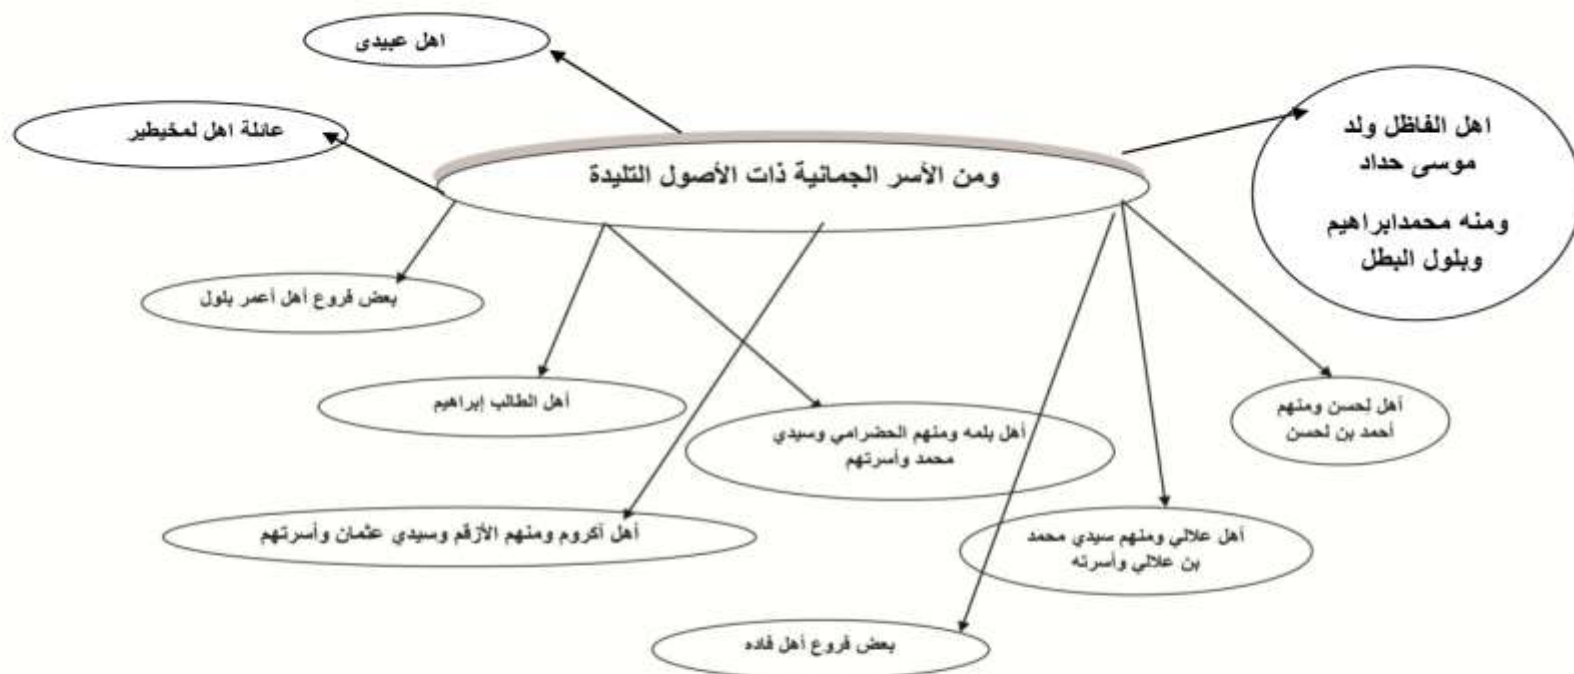 اهل عبيدى
عائلة اهل لمخيطير
اهل الفاظل ولد
موسى حداد
ومنه محمدابراهيم
وبلول البطل
ومن الأسر الجمانية ذات الأصول التليدة
بعض فروع أهل أعمر بلول
أهل الطالب إبراهيم
أهل لحسن ومنهم
أحمد بن لحسن
أهل يلمه ومنهم الحضرامي وسيدي
محمد وأسرتهم
أهل آكروم ومنهم الأزقم وسيدي عثمان وأسرتهم
أهل علالي ومنهم سيدي محمد
بن علالي وأسرته
بعض فروع أهل فاده